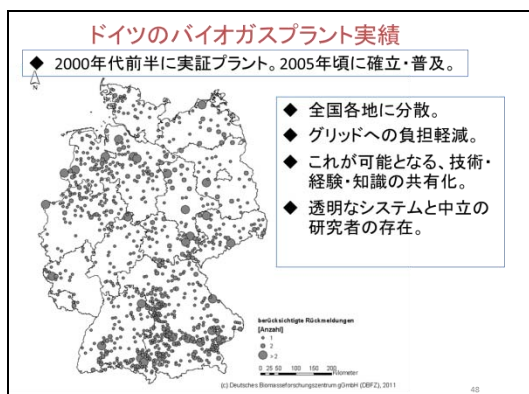 ドイツのバイオガスプラント実績
◆ 2000年代前半に実証プラント。2005年頃に確立・普及。
N
◆ 全国各地に分散。
◆ グリッドへの負担軽減。
◆ これが可能となる、技術・
経験・知識の共有化。
◆ 透明なシステムと中立の
研究者の存在。
berücksichtigte Rückmeldungen
[Anzahl]
1
2
> 2
0 25 50 100 150 200
Kilometer
(c) Deutsches Biomasseforschungszentrum gGmbH (DBFZ), 2011
48